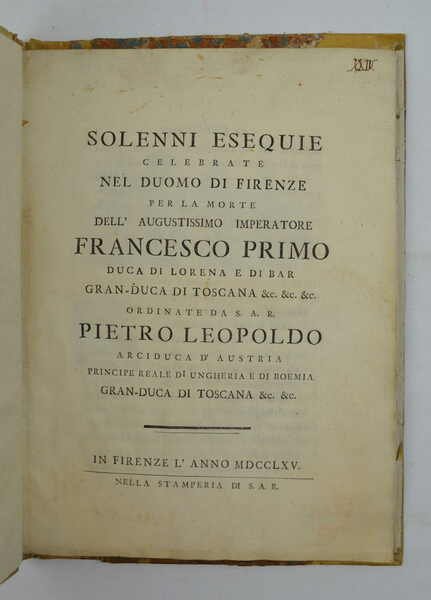 SOLENNI ESEQUIE
CELEBRATE
NEL DUOMO DI FIRENZE
PER LA MORTE
DELL' AUGUSTISSIMO IMPERATORE
FRANCESCO PRIMO
DUCA DI LORENA E DI BAR
GRAN-DUCA DI TOSCANA &c. &c. &c.
ORDINATE DA S. A. R.
PIETRO LEOPOLDO
ARCIDUCA D' AUSTRIA
PRINCIPE REALE DI UNGHERIA E DI BOEMIA
GRAN-DUCA DI TOSCANA &c. &c.
IN FIRENZE L' ANNO MDCCLXV.
NELLA STAMPERIA DI S. A. R.